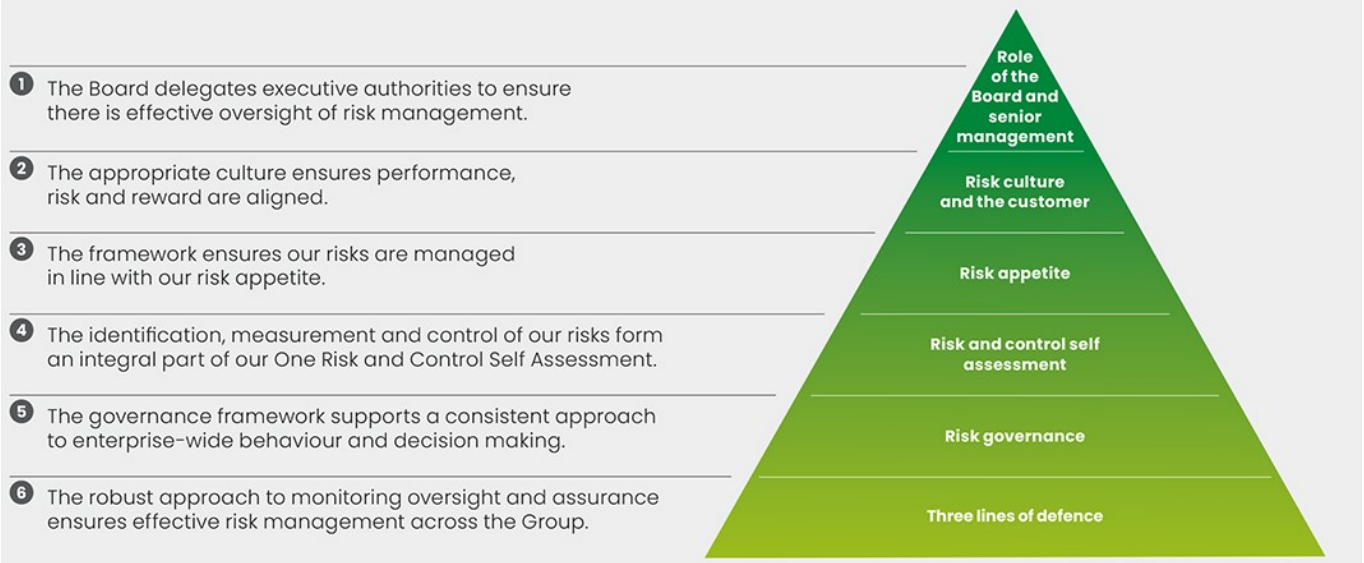 1 The Board delegates executive authorities to ensure
there is effective oversight of risk management.
Role
of the
Board and
senior
management
2 The appropriate culture ensures performance,
risk and reward are aligned.
Risk culture
and the customer
3 The framework ensures our risks are managed
in line with our risk appetite.
Risk appetite
4 The identification, measurement and control of our risks form
an integral part of our One Risk and Control Self Assessment.
Risk and control self
assessment
5 The governance framework supports a consistent approach
to enterprise-wide behaviour and decision making.
Risk governance
6 The robust approach to monitoring oversight and assurance
ensures effective risk management across the Group.
Three lines of defence